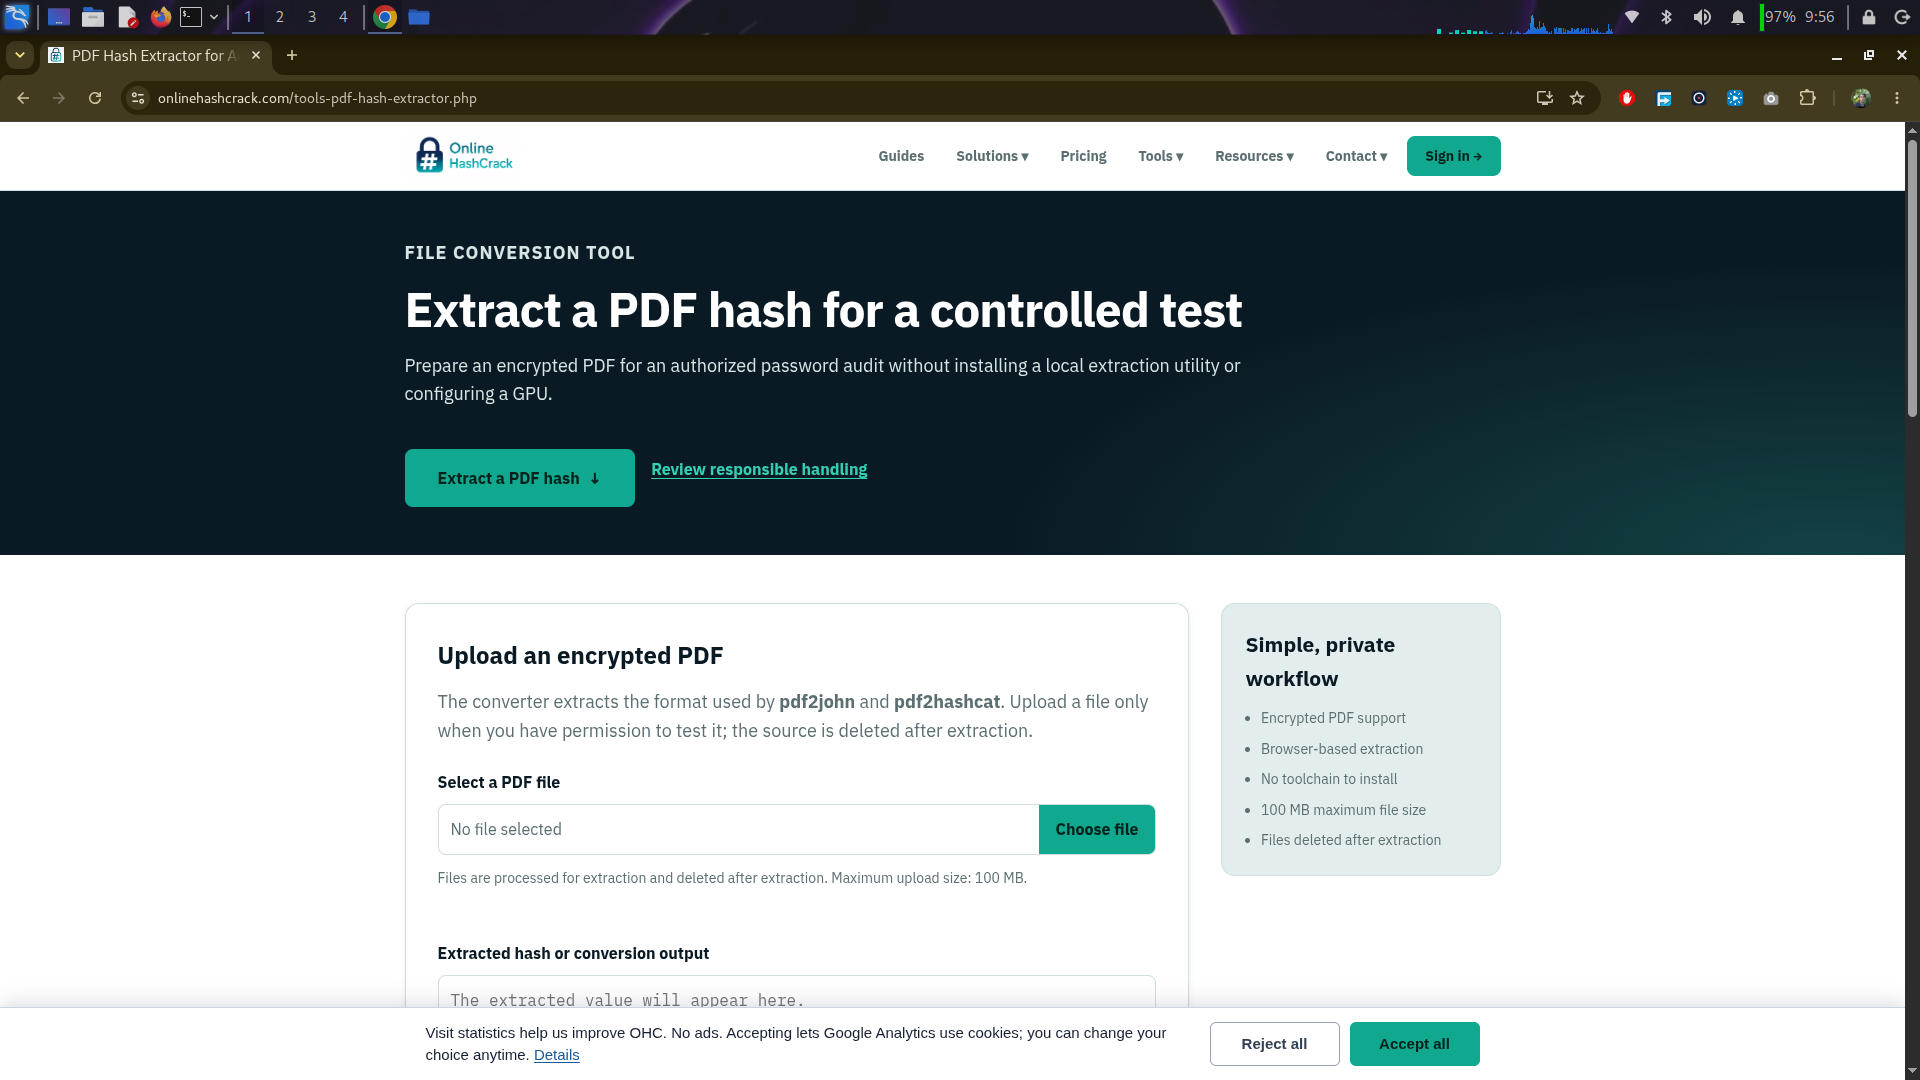 1 2 3 4
97% 9:56
PDF Hash Extractor for A
onlinehashcrack.com/tools-pdf-hash-extractor.php
Online
HashCrack
Guides Solutions ▾ Pricing Tools ▾ Resources ▾ Contact ▾ Sign in →
FILE CONVERSION TOOL
Extract a PDF hash for a controlled test
Prepare an encrypted PDF for an authorized password audit without installing a local extraction utility or
configuring a GPU.
Extract a PDF hash ↓ Review responsible handling
Upload an encrypted PDF
The converter extracts the format used by pdf2john and pdf2hashcat. Upload a file only
when you have permission to test it; the source is deleted after extraction.
Select a PDF file
No file selected Choose file
Files are processed for extraction and deleted after extraction. Maximum upload size: 100 MB.
Extracted hash or conversion output
The extracted value will appear here.
Simple, private
workflow
• Encrypted PDF support
• Browser-based extraction
• No toolchain to install
• 100 MB maximum file size
• Files deleted after extraction
Visit statistics help us improve OHC. No ads. Accepting lets Google Analytics use cookies; you can change your
choice anytime. Details
Reject all Accept all